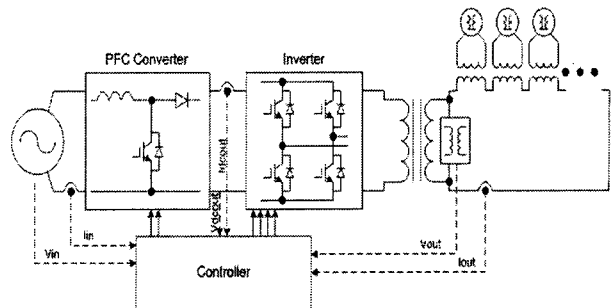 PFC Converter
Inverter
Idcout
Vdcout
Iin
Vin
Controller
Vout
Iout